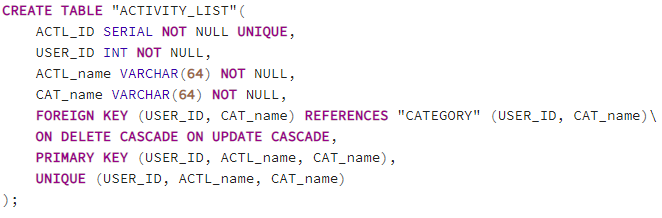 CREATE TABLE "ACTIVITY_LIST"(
ACTL_ID SERIAL NOT NULL UNIQUE,
USER_ID INT NOT NULL,
ACTL_name VARCHAR(64) NOT NULL,
CAT_name VARCHAR(64) NOT NULL,
FOREIGN KEY (USER_ID, CAT_name) REFERENCES "CATEGORY" (USER_ID, CAT_name)\
ON DELETE CASCADE ON UPDATE CASCADE,
PRIMARY KEY (USER_ID, ACTL_name, CAT_name),
UNIQUE (USER_ID, ACTL_name, CAT_name)
);